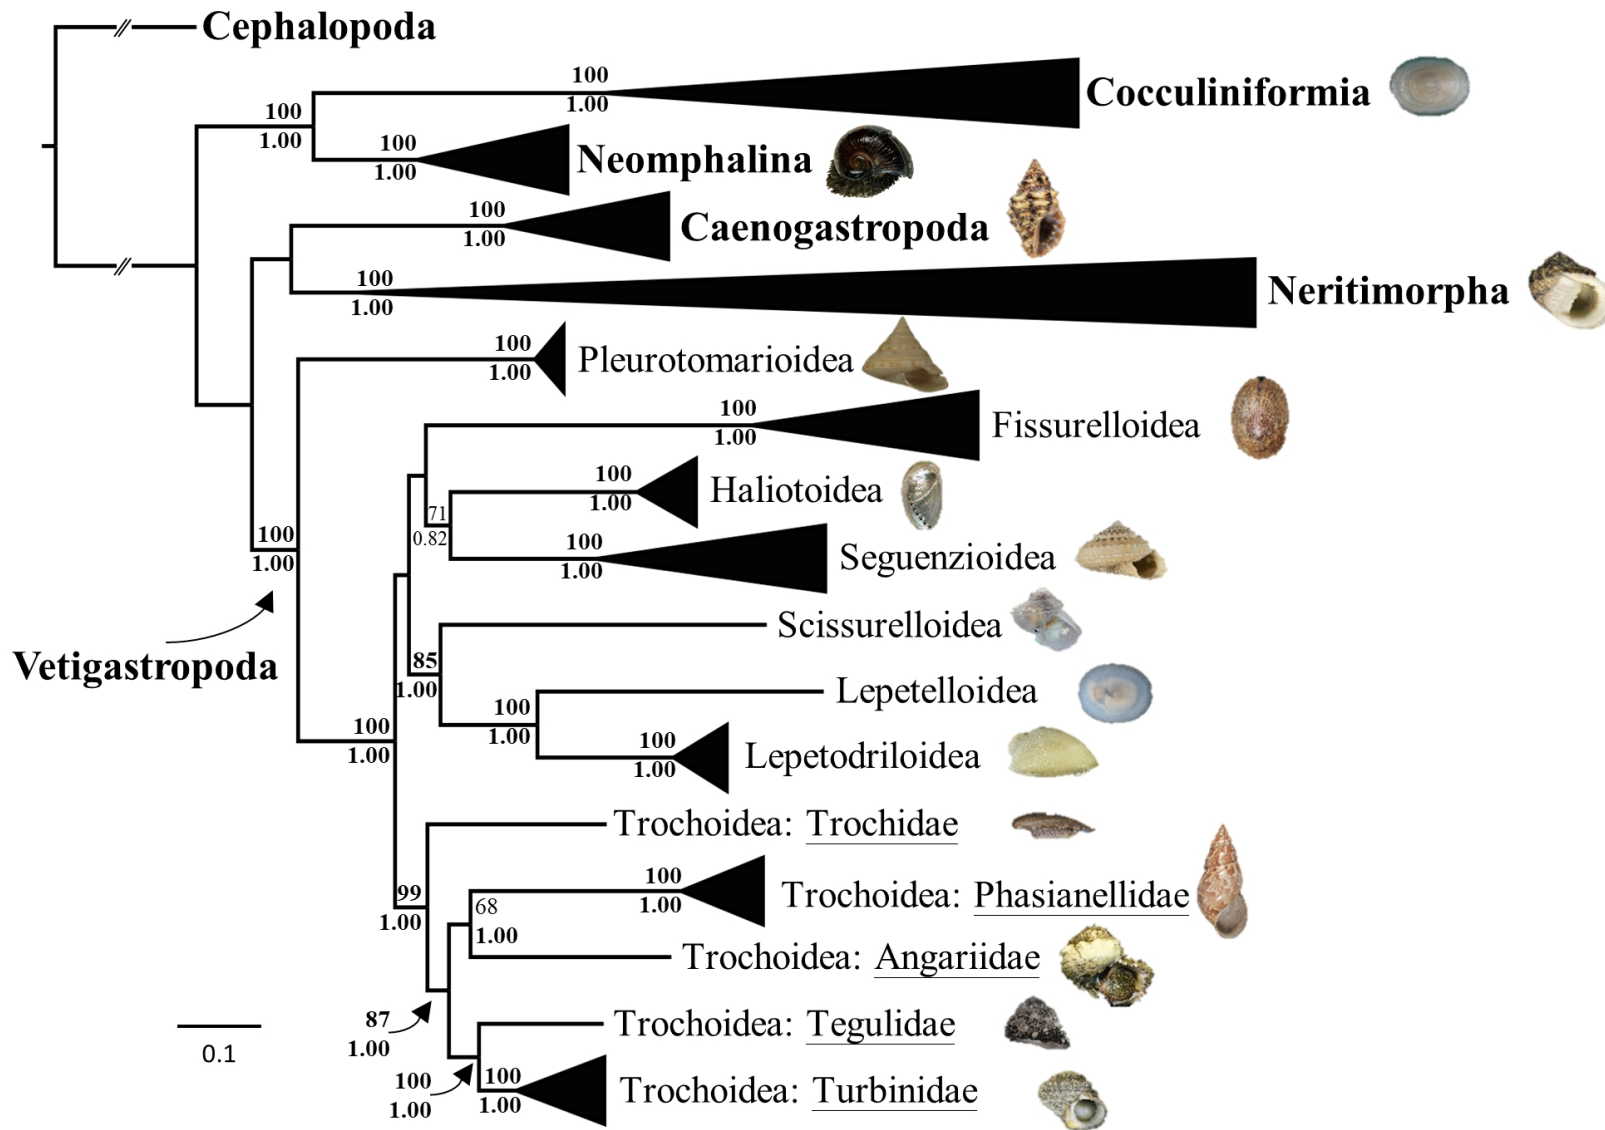 Cephalopoda
100
1.00
Cocculiniformia
100
1.00
100
1.00
Neomphalina
100
1.00
Caenogastropoda
100
1.00
Neritimorpha
100
1.00
Pleurotomarioidea
100
1.00
Fissurelloidea
100
1.00
Haliotoidea
71
0.82
100
1.00
Seguenzioidea
100
1.00
Vetigastropoda
Scissurelloidea
85
1.00
Lepetelloidea
100
1.00
100
1.00
Lepetodriloidea
100
1.00
Trochoidea: Trochidae
99
1.00
100
1.00
Trochoidea: Phasianellidae
68
1.00
Trochoidea: Angariidae
87
1.00
Trochoidea: Tegulidae
100
1.00
100
1.00
Trochoidea: Turbinidae
0.1